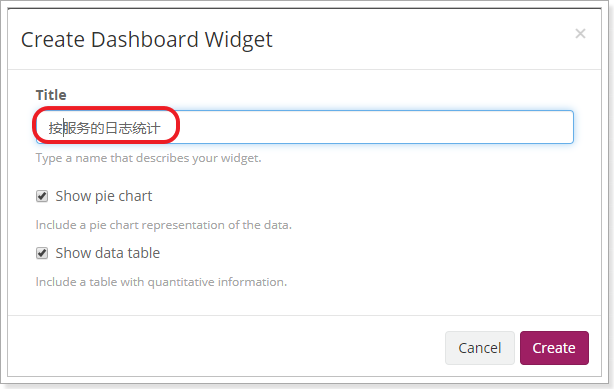 Create Dashboard Widget
×
Title
按服务的日志统计
Type a name that describes your widget.
Show pie chart
Include a pie chart representation of the data.
Show data table
Include a table with quantitative information.
Cancel Create